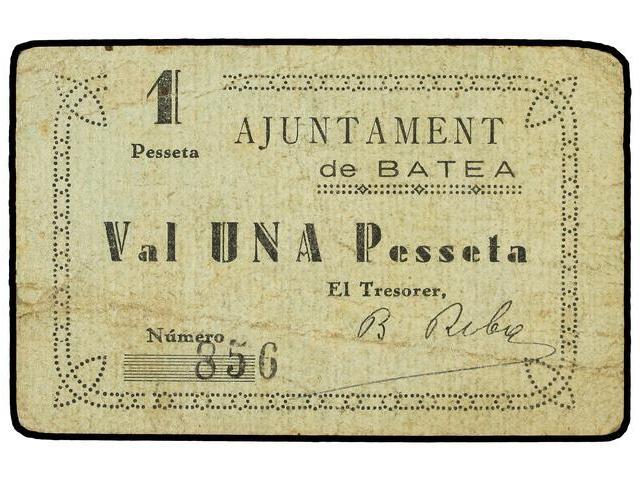 1
Pesseta
AJUNTAMENT
de BATEA
Val UNA Pesseta
El Tresorer,
B
Número
856